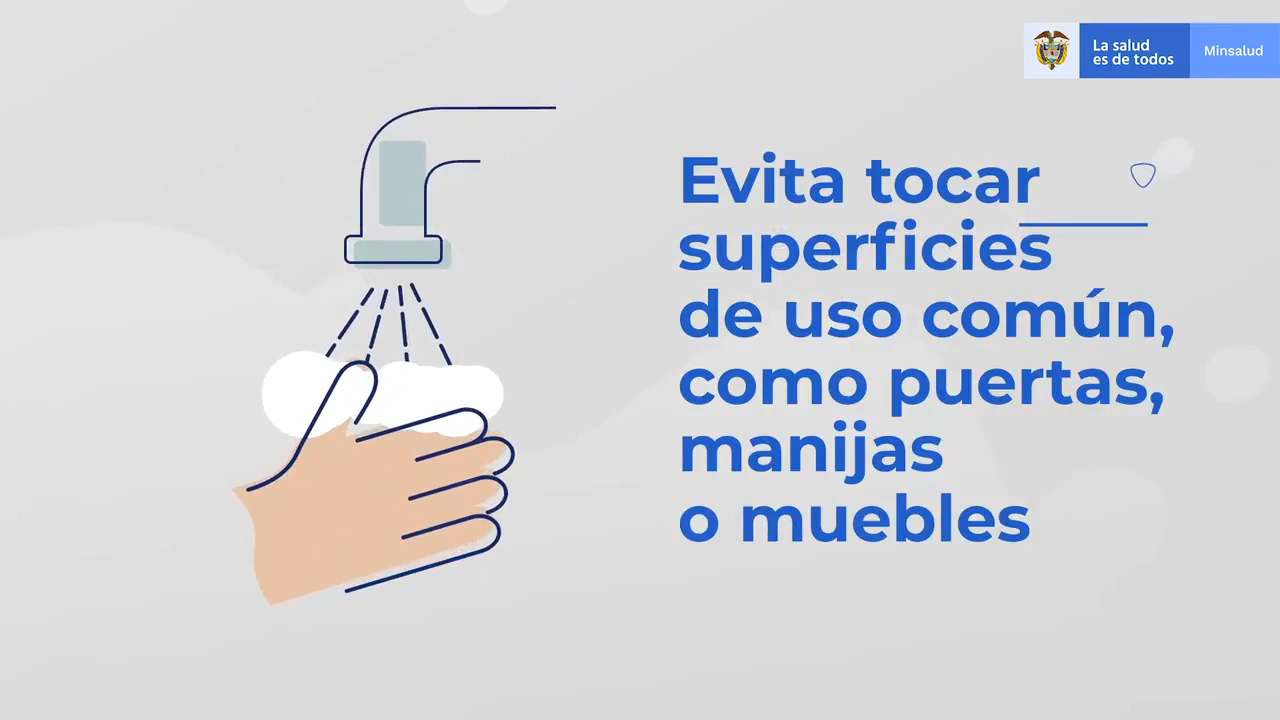 La salud
es de todos
Minsalud
Evita tocar
superficies
de uso común,
como puertas,
manijas
o muebles